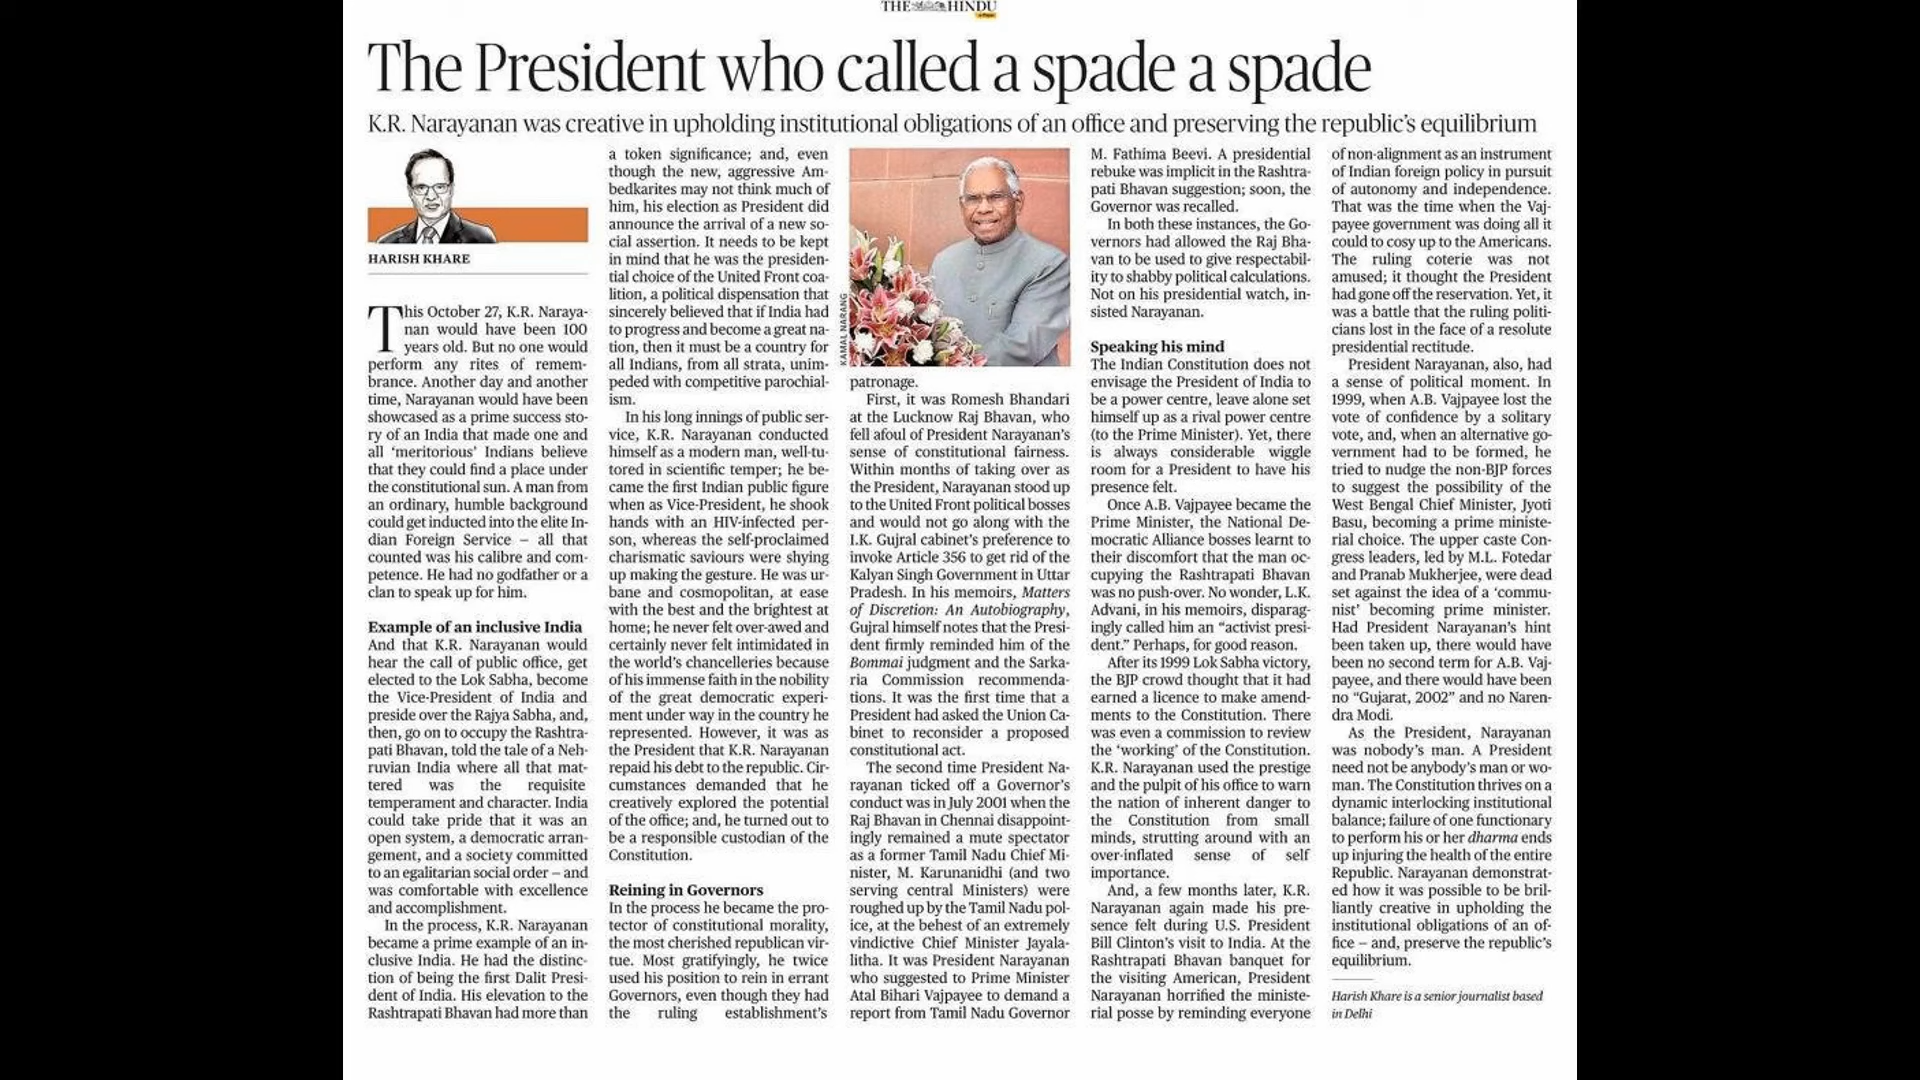 THE HINDU
The President who called a spade a spade
K.R. Narayanan was creative in upholding institutional obligations of an office and preserving the republic's equilibrium
HARISH KHARE
This October 27, K.R. Naraya-
nan would have been 100
years old. But no one would
perform any rites of remem-
brance. Another day and another
time, Narayanan would have been
showcased as a prime success sto-
ry of an India that made one and
all ‘meritorious’ Indians believe
that they could find a place under
the constitutional sun. A man from
an ordinary, humble background
could get inducted into the elite In-
dian Foreign Service – all that
counted was his calibre and com-
petence. He had no godfather or a
clan to speak up for him.
Example of an inclusive India
And that K.R. Narayanan would
hear the call of public office, get
elected to the Lok Sabha, become
the Vice-President of India and
preside over the Rajya Sabha, and,
then, go on to occupy the Rashtra-
pati Bhavan, told the tale of a Neh-
ruvian India where all that mat-
tered was the requisite
temperament and character. India
could take pride that it was an
open system, a democratic arran-
gement, and a society committed
to an egalitarian social order – and
was comfortable with excellence
and accomplishment.
In the process, K.R. Narayanan
became a prime example of an in-
clusive India. He had the distinc-
tion of being the first Dalit Presi-
dent of India. His elevation to the
Rashtrapati Bhavan had more than
a token significance; and, even
though the new, aggressive Am-
bedkarites may not think much of
him, his election as President did
announce the arrival of a new so-
cial assertion. It needs to be kept
in mind that he was the presiden-
tial choice of the United Front coa-
lition, a political dispensation that
sincerely believed that if India had
to progress and become a great na-
tion, then it must be a country for
all Indians, from all strata, unim-
peded with competitive parochial-
ism.
In his long innings of public ser-
vice, K.R. Narayanan conducted
himself as a modern man, well-tu-
tored in scientific temper; he be-
came the first Indian public figure
when as Vice-President, he shook
hands with an HIV-infected per-
son, whereas the self-proclaimed
charismatic saviours were shying
up making the gesture. He was ur-
bane and cosmopolitan, at ease
with the best and the brightest at
home; he never felt over-awed and
certainly never felt intimidated in
the world's chancelleries because
of his immense faith in the nobility
of the great democratic experi-
ment under way in the country he
represented. However, it was as
the President that K.R. Narayanan
repaid his debt to the republic. Cir-
cumstances demanded that he
creatively explored the potential
of the office; and, he turned out to
be a responsible custodian of the
Constitution.
Reining in Governors
In the process he became the pro-
tector of constitutional morality,
the most cherished republican vir-
tue. Most gratifyingly, he twice
used his position to rein in errant
Governors, even though they had
the ruling establishment's
KAMAL NARANG
patronage.
First, it was Romesh Bhandari
at the Lucknow Raj Bhavan, who
fell afoul of President Narayanan's
sense of constitutional fairness.
Within months of taking over as
the President, Narayanan stood up
to the United Front political bosses
and would not go along with the
I.K. Gujral cabinet's preference to
invoke Article 356 to get rid of the
Kalyan Singh Government in Uttar
Pradesh. In his memoirs, Matters
of Discretion: An Autobiography,
Gujral himself notes that the Presi-
dent firmly reminded him of the
Bommai judgment and the Sarka-
ria Commission recommenda-
tions. It was the first time that a
President had asked the Union Ca-
binet to reconsider a proposed
constitutional act.
The second time President Na-
rayanan ticked off a Governor's
conduct was in July 2001 when the
Raj Bhavan in Chennai disappoint-
ingly remained a mute spectator
as a former Tamil Nadu Chief Mi-
nister, M. Karunanidhi (and two
serving central Ministers) were
roughed up by the Tamil Nadu pol-
ice, at the behest of an extremely
vindictive Chief Minister Jayala-
litha. It was President Narayanan
who suggested to Prime Minister
Atal Bihari Vajpayee to demand a
report from Tamil Nadu Governor
M. Fathima Beevi. A presidential
rebuke was implicit in the Rashtra-
pati Bhavan suggestion; soon, the
Governor was recalled.
In both these instances, the Go-
vernors had allowed the Raj Bha-
van to be used to give respectabil-
ity to shabby political calculations.
Not on his presidential watch, in-
sisted Narayanan.
Speaking his mind
The Indian Constitution does not
envisage the President of India to
be a power centre, leave alone set
himself up as a rival power centre
(to the Prime Minister). Yet, there
is always considerable wiggle
room for a President to have his
presence felt.
Once A.B. Vajpayee became the
Prime Minister, the National De-
mocratic Alliance bosses learnt to
their discomfort that the man oc-
cupying the Rashtrapati Bhavan
was no push-over. No wonder, L.K.
Advani, in his memoirs, disparag-
ingly called him an “activist presi-
dent.” Perhaps, for good reason.
After its 1999 Lok Sabha victory,
the BJP crowd thought that it had
earned a licence to make amend-
ments to the Constitution. There
was even a commission to review
the ‘working’ of the Constitution.
K.R. Narayanan used the prestige
and the pulpit of his office to warn
the nation of inherent danger to
the Constitution from small
minds, strutting around with an
over-inflated sense of self
importance.
And, a few months later, K.R.
Narayanan again made his pre-
sence felt during U.S. President
Bill Clinton's visit to India. At the
Rashtrapati Bhavan banquet for
the visiting American, President
Narayanan horrified the ministe-
rial posse by reminding everyone
of non-alignment as an instrument
of Indian foreign policy in pursuit
of autonomy and independence.
That was the time when the Vaj-
payee government was doing all it
could to cosy up to the Americans.
The ruling coterie was not
amused; it thought the President
had gone off the reservation. Yet, it
was a battle that the ruling politi-
cians lost in the face of a resolute
presidential rectitude.
President Narayanan, also, had
a sense of political moment. In
1999, when A.B. Vajpayee lost the
vote of confidence by a solitary
vote, and, when an alternative go-
vernment had to be formed, he
tried to nudge the non-BJP forces
to suggest the possibility of the
West Bengal Chief Minister, Jyoti
Basu, becoming a prime ministe-
rial choice. The upper caste Con-
gress leaders, led by M.L. Fotedar
and Pranab Mukherjee, were dead
set against the idea of a ‘commu-
nist’ becoming prime minister.
Had President Narayanan's hint
been taken up, there would have
been no second term for A.B. Vaj-
payee, and there would have been
no “Gujarat, 2002” and no Naren-
dra Modi.
As the President, Narayanan
was nobody's man. A President
need not be anybody's man or wo-
man. The Constitution thrives on a
dynamic interlocking institutional
balance; failure of one functionary
to perform his or her dharma ends
up injuring the health of the entire
Republic. Narayanan demonstrat-
ed how it was possible to be bril-
liantly creative in upholding the
institutional obligations of an of-
fice – and, preserve the republic's
equilibrium.
Harish Khare is a senior journalist based
in Delhi